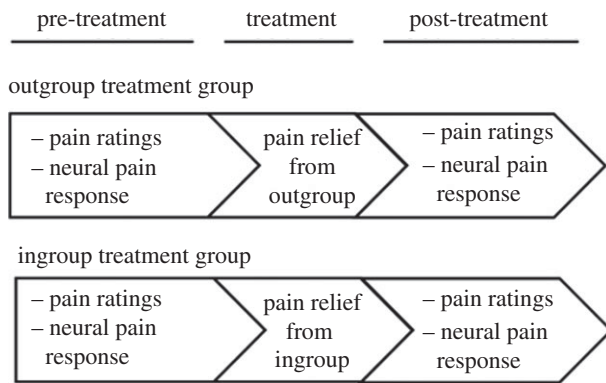 pre-treatment treatment post-treatment
outgroup treatment group
– pain ratings
– neural pain
response
pain relief
from
outgroup
– pain ratings
– neural pain
response
ingroup treatment group
– pain ratings
– neural pain
response
pain relief
from
ingroup
– pain ratings
– neural pain
response